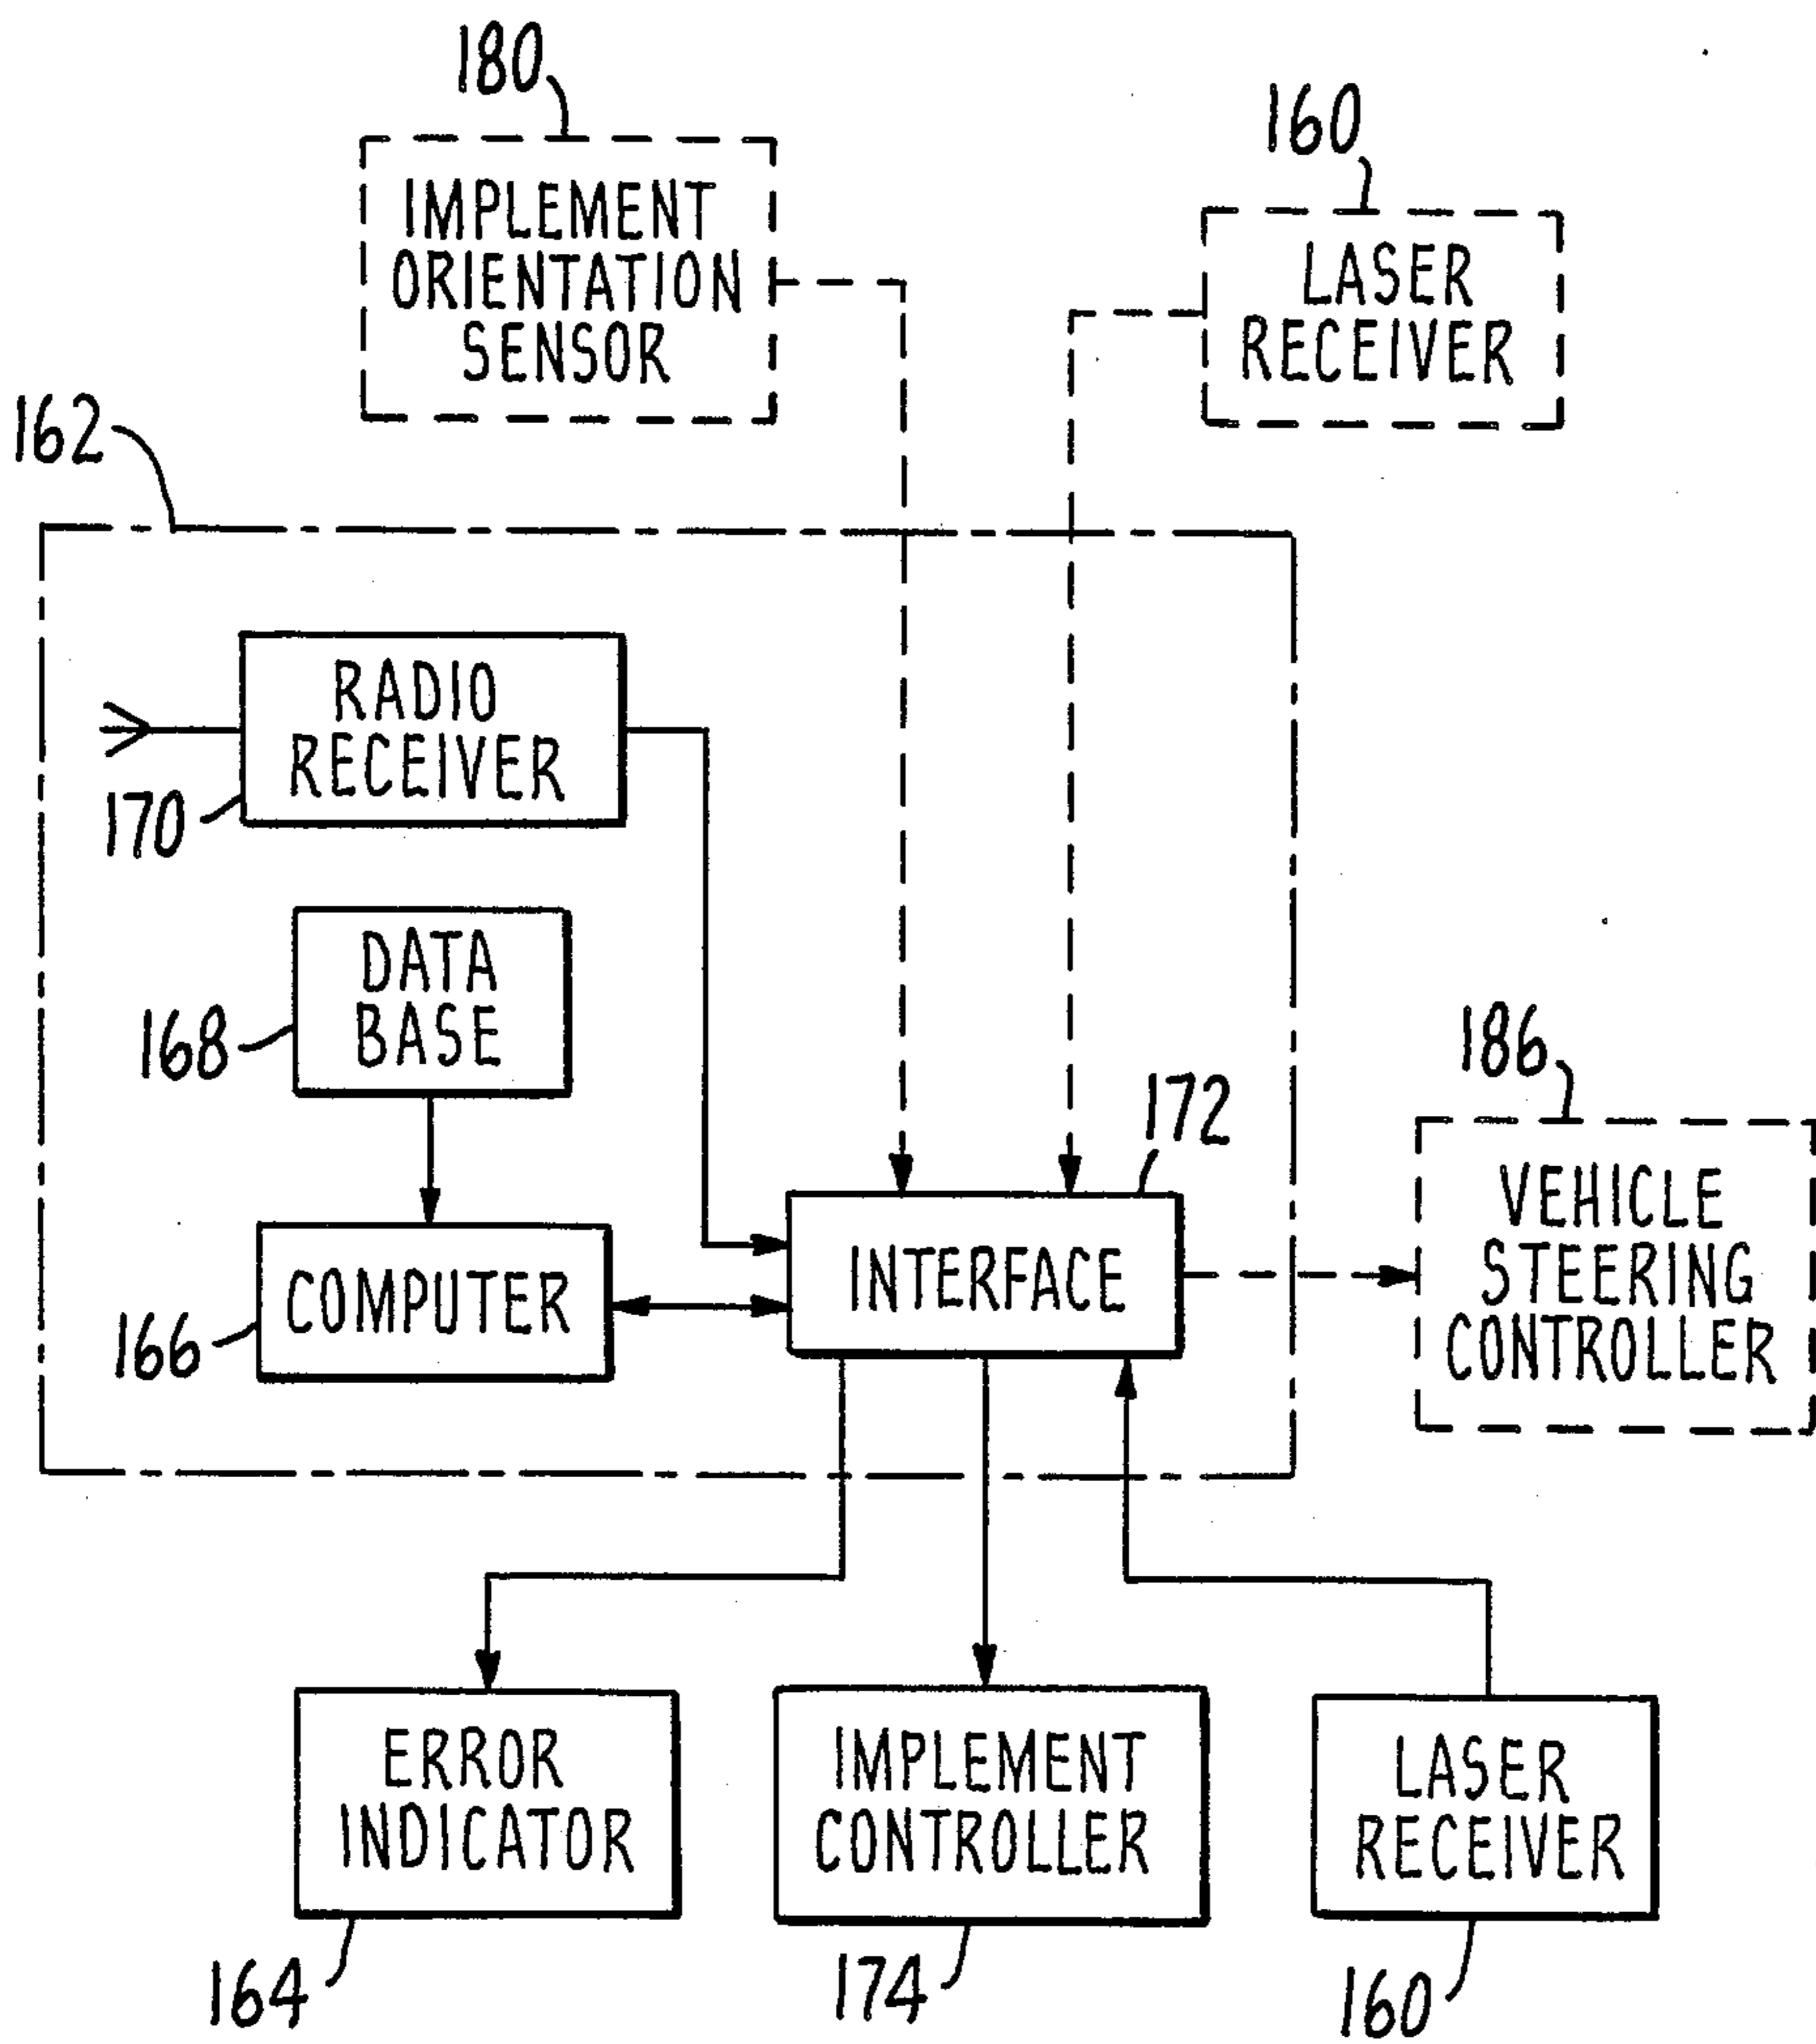 180
IMPLEMENT
ORIENTATION
SENSOR
160
LASER
RECEIVER
162
RADIO
RECEIVER
170
DATA
BASE
168
172
186
COMPUTER
166
INTERFACE
VEHICLE
STEERING
CONTROLLER
ERROR
INDICATOR
164
IMPLEMENT
CONTROLLER
174
LASER
RECEIVER
160